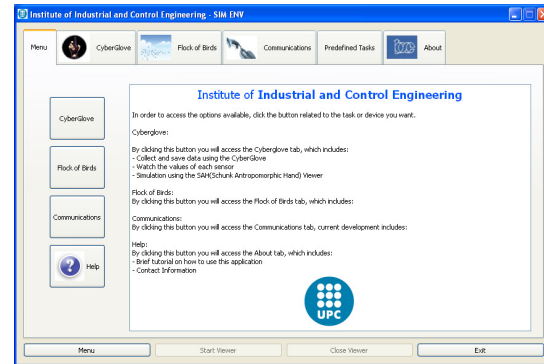 Institute of Industrial and Control Engineering - SIM ENV
Menu CyberGlove Flock of Birds Communications Predefined Tasks About
Institute of Industrial and Control Engineering
In order to access the options available, click the button related to the task or device you want.
CyberGlove
Cyberglove:
By clicking this button you will access the Cyberglove tab, which includes:
- Collect and save data using the CyberGlove
- Watch the values of each sensor
- Simulation using the SAH(Schunk Antropomorphic Hand) Viewer
Flock of Birds
Flock of Birds:
By clicking this button you will access the Flock of Birds tab, which includes:
Communications
Communications:
By clicking this button you will access the Communications tab, current development includes:
Help
Help:
By clicking this button you will access the About tab, which includes:
- Brief tutorial on how to use this application
- Contact Information
UPC
Menu Start Viewer Close Viewer Exit